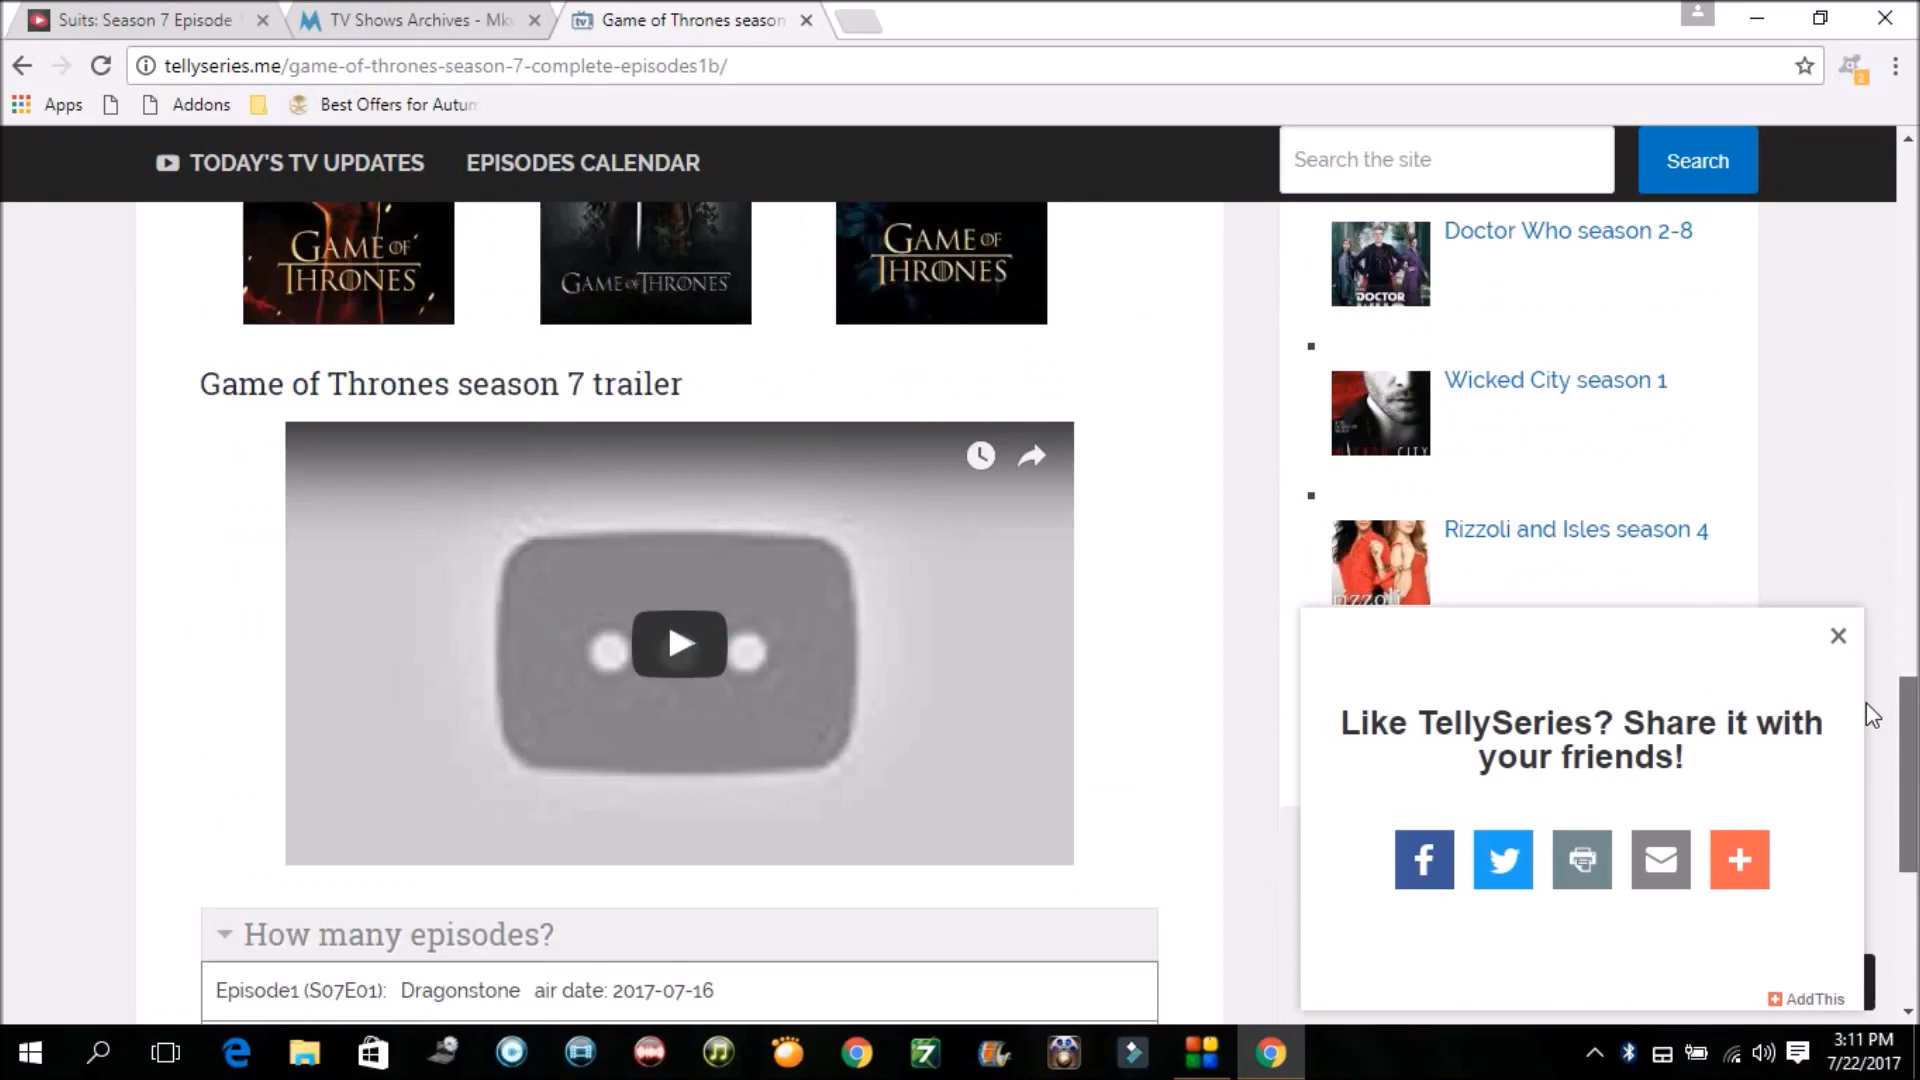 Suits: Season 7 Episode
TV Shows Archives - Mk
Game of Thrones season
tellyseries.me/game-of-thrones-season-7-complete-episodes1b/
2
Apps
Addons
Best Offers for Autum
TODAY'S TV UPDATES
EPISODES CALENDAR
Search the site
Search
GAME OF
THRONES
GAME OF THRONES
GAME OF
THRONES
DOCTOR
Doctor Who season 2-8
Game of Thrones season 7 trailer
CITY
Wicked City season 1
rizzoli
Rizzoli and Isles season 4
Like TellySeries? Share it with
your friends!
AddThis
How many episodes?
Episode1 (S07E01): Dragonstone air date: 2017-07-16
3:11 PM
7/22/2017